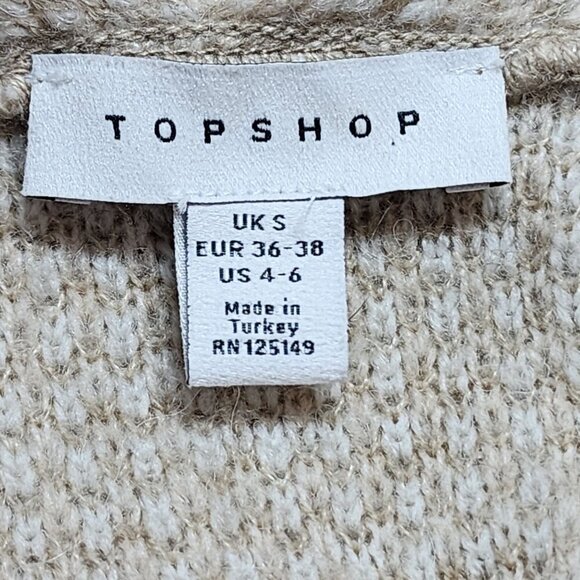 TOPSHOP
UK S
EUR 36-38
US 4-6
Made in
Turkey
RN125149